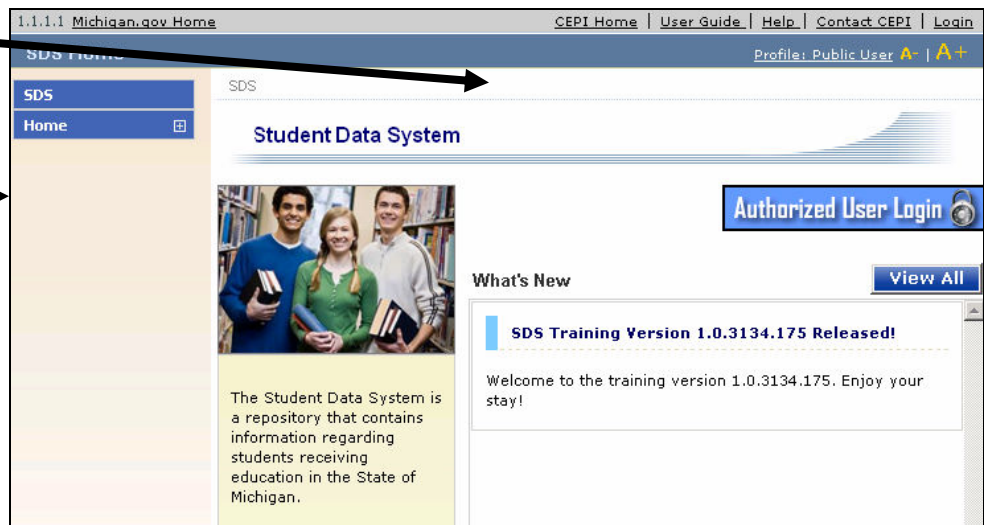 1.1.1.1 Michigan.gov Home
CEPI Home | User Guide | Help | Contact CEPI | Login
SDS Home
Profile: Public User A- | A+
SDS
Home
SDS
Student Data System
Authorized User Login
What's New
View All
SDS Training Version 1.0.3134.175 Released!
Welcome to the training version 1.0.3134.175. Enjoy your
stay!
The Student Data System is
a repository that contains
information regarding
students receiving
education in the State of
Michigan.